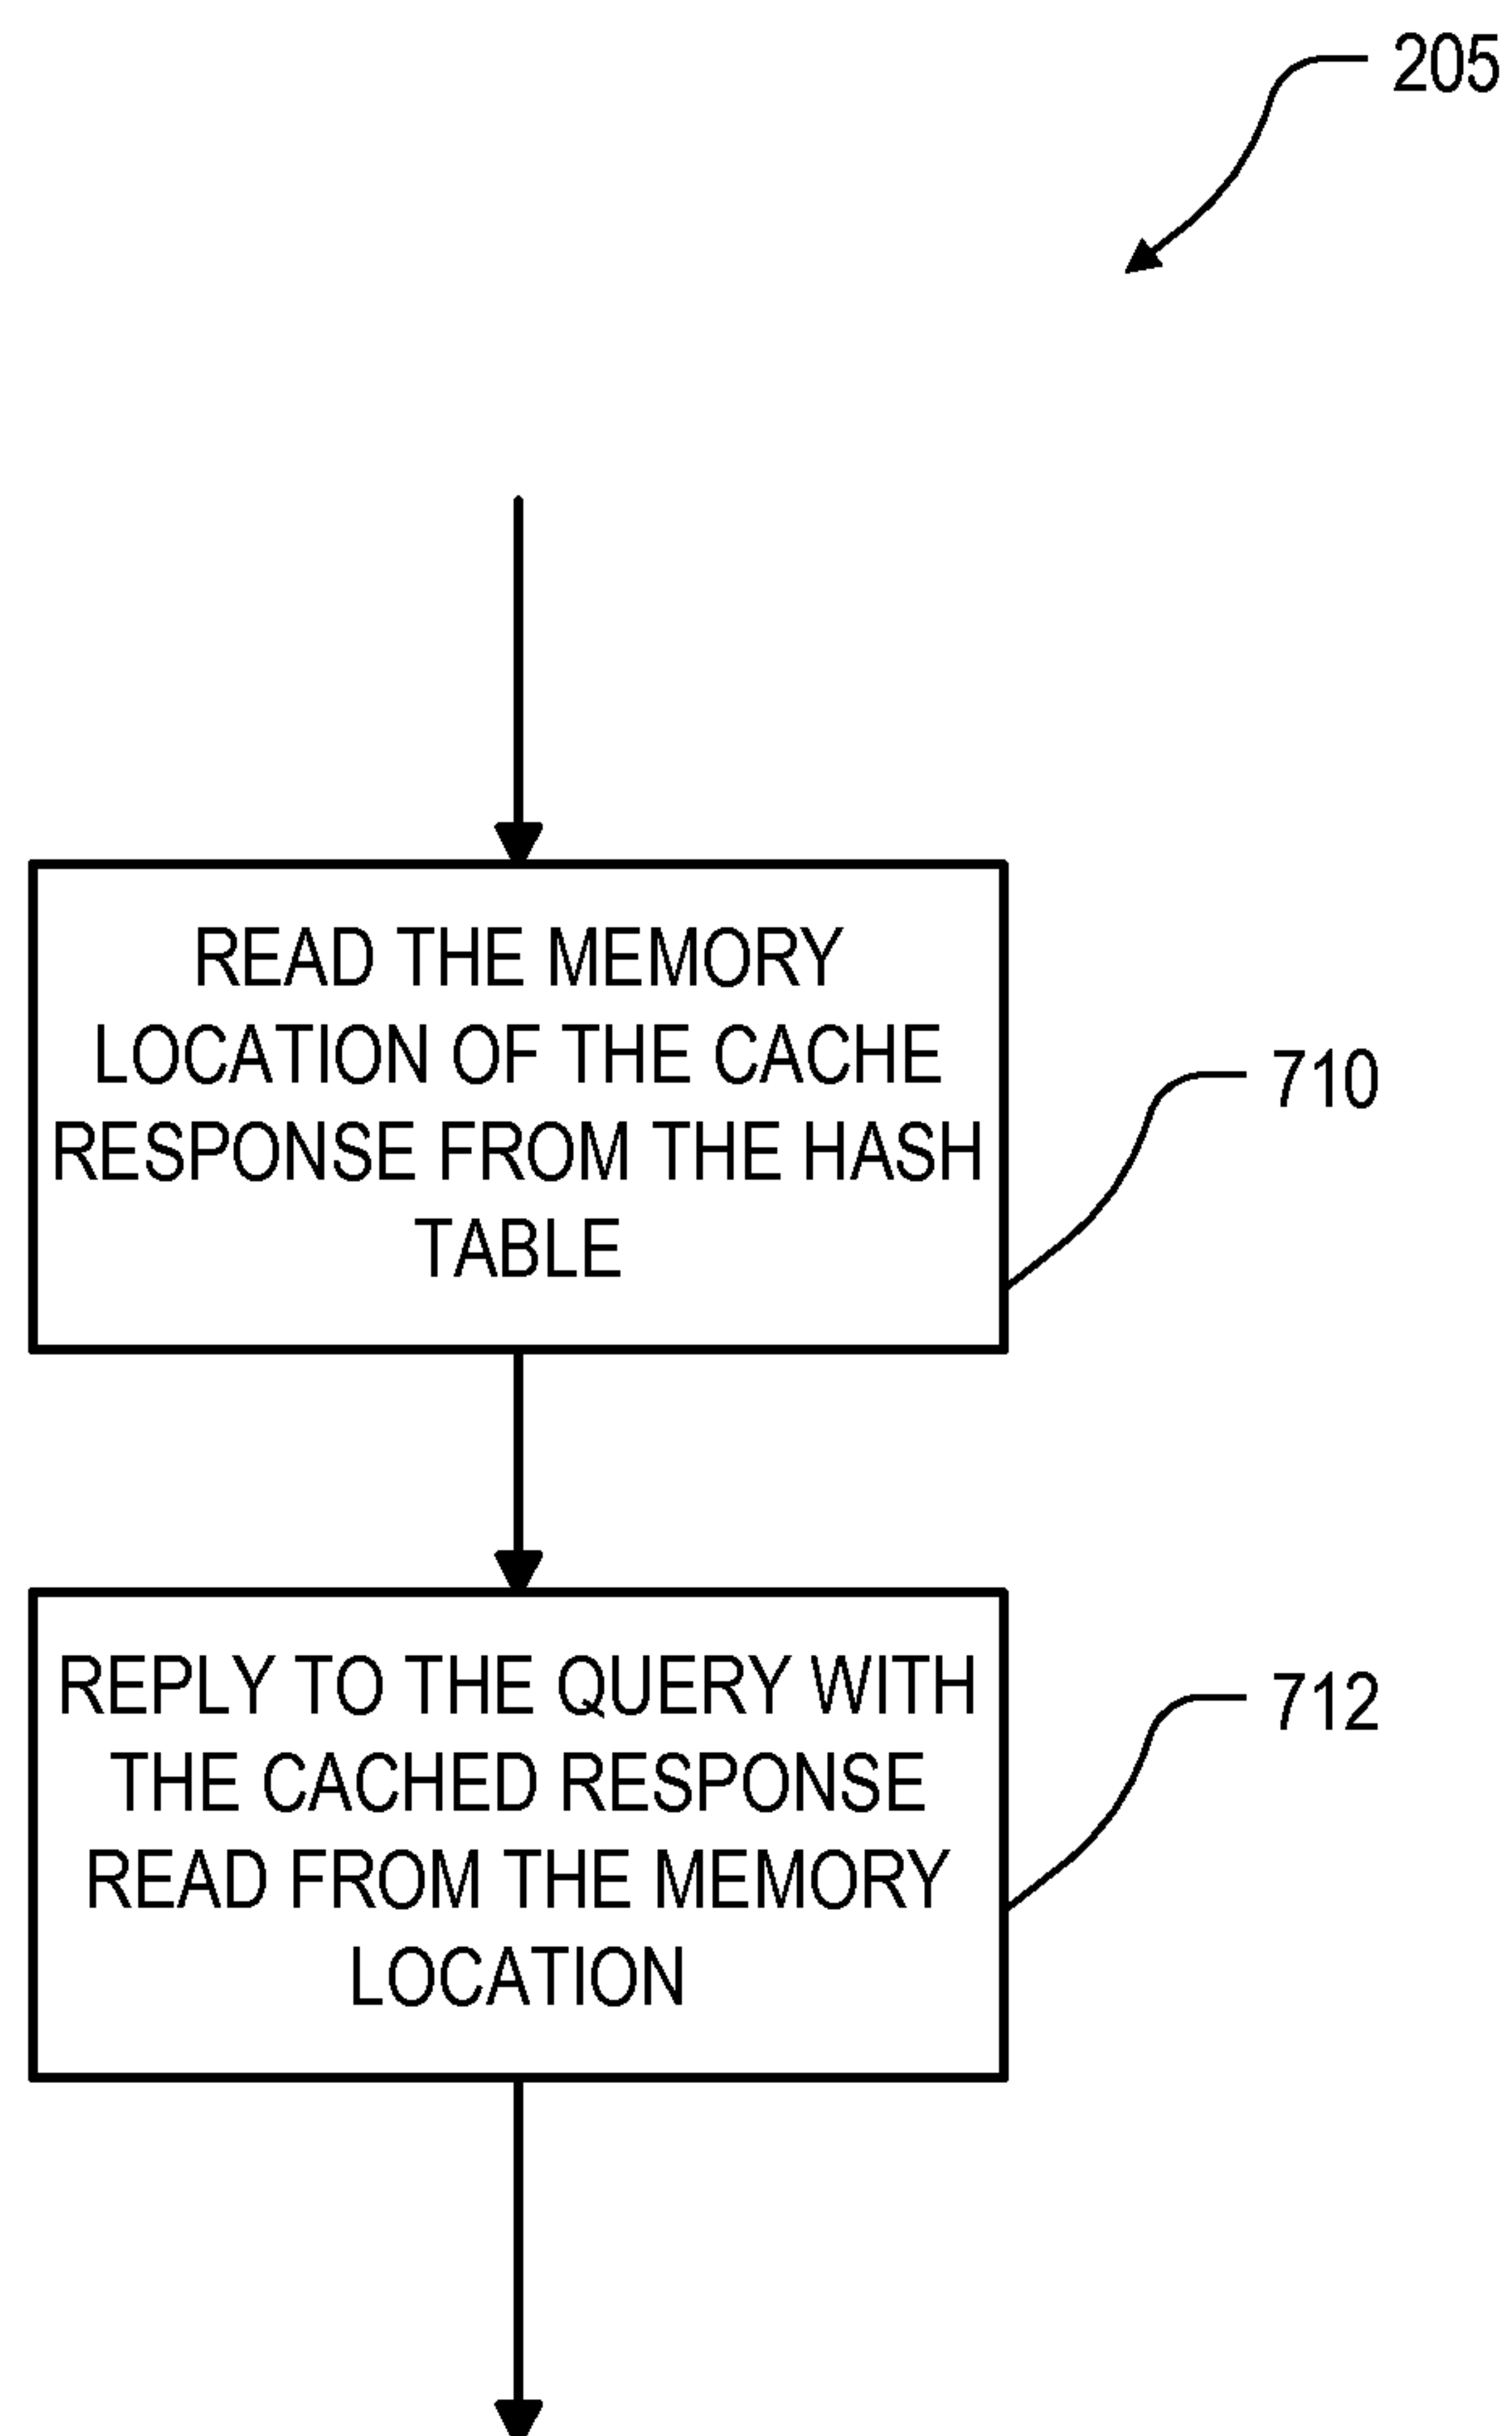 205
READ THE MEMORY
LOCATION OF THE CACHE
RESPONSE FROM THE HASH
TABLE
710
REPLY TO THE QUERY WITH
THE CACHED RESPONSE
READ FROM THE MEMORY
LOCATION
712